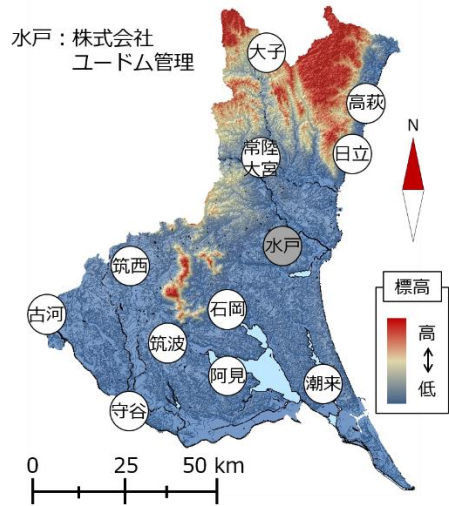 水戸：株式会社
ユードム管理
大子
高萩
N
常陸
大宮
日立
水戸
筑西
標高
古河
石岡
高
筑波
低
阿見
潮来
守谷
0 25 50 km